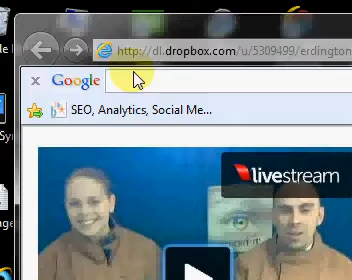 http://dl.dropbox.com/u/5309499/erdington
Google
SEO, Analytics, Social Me...
livestream